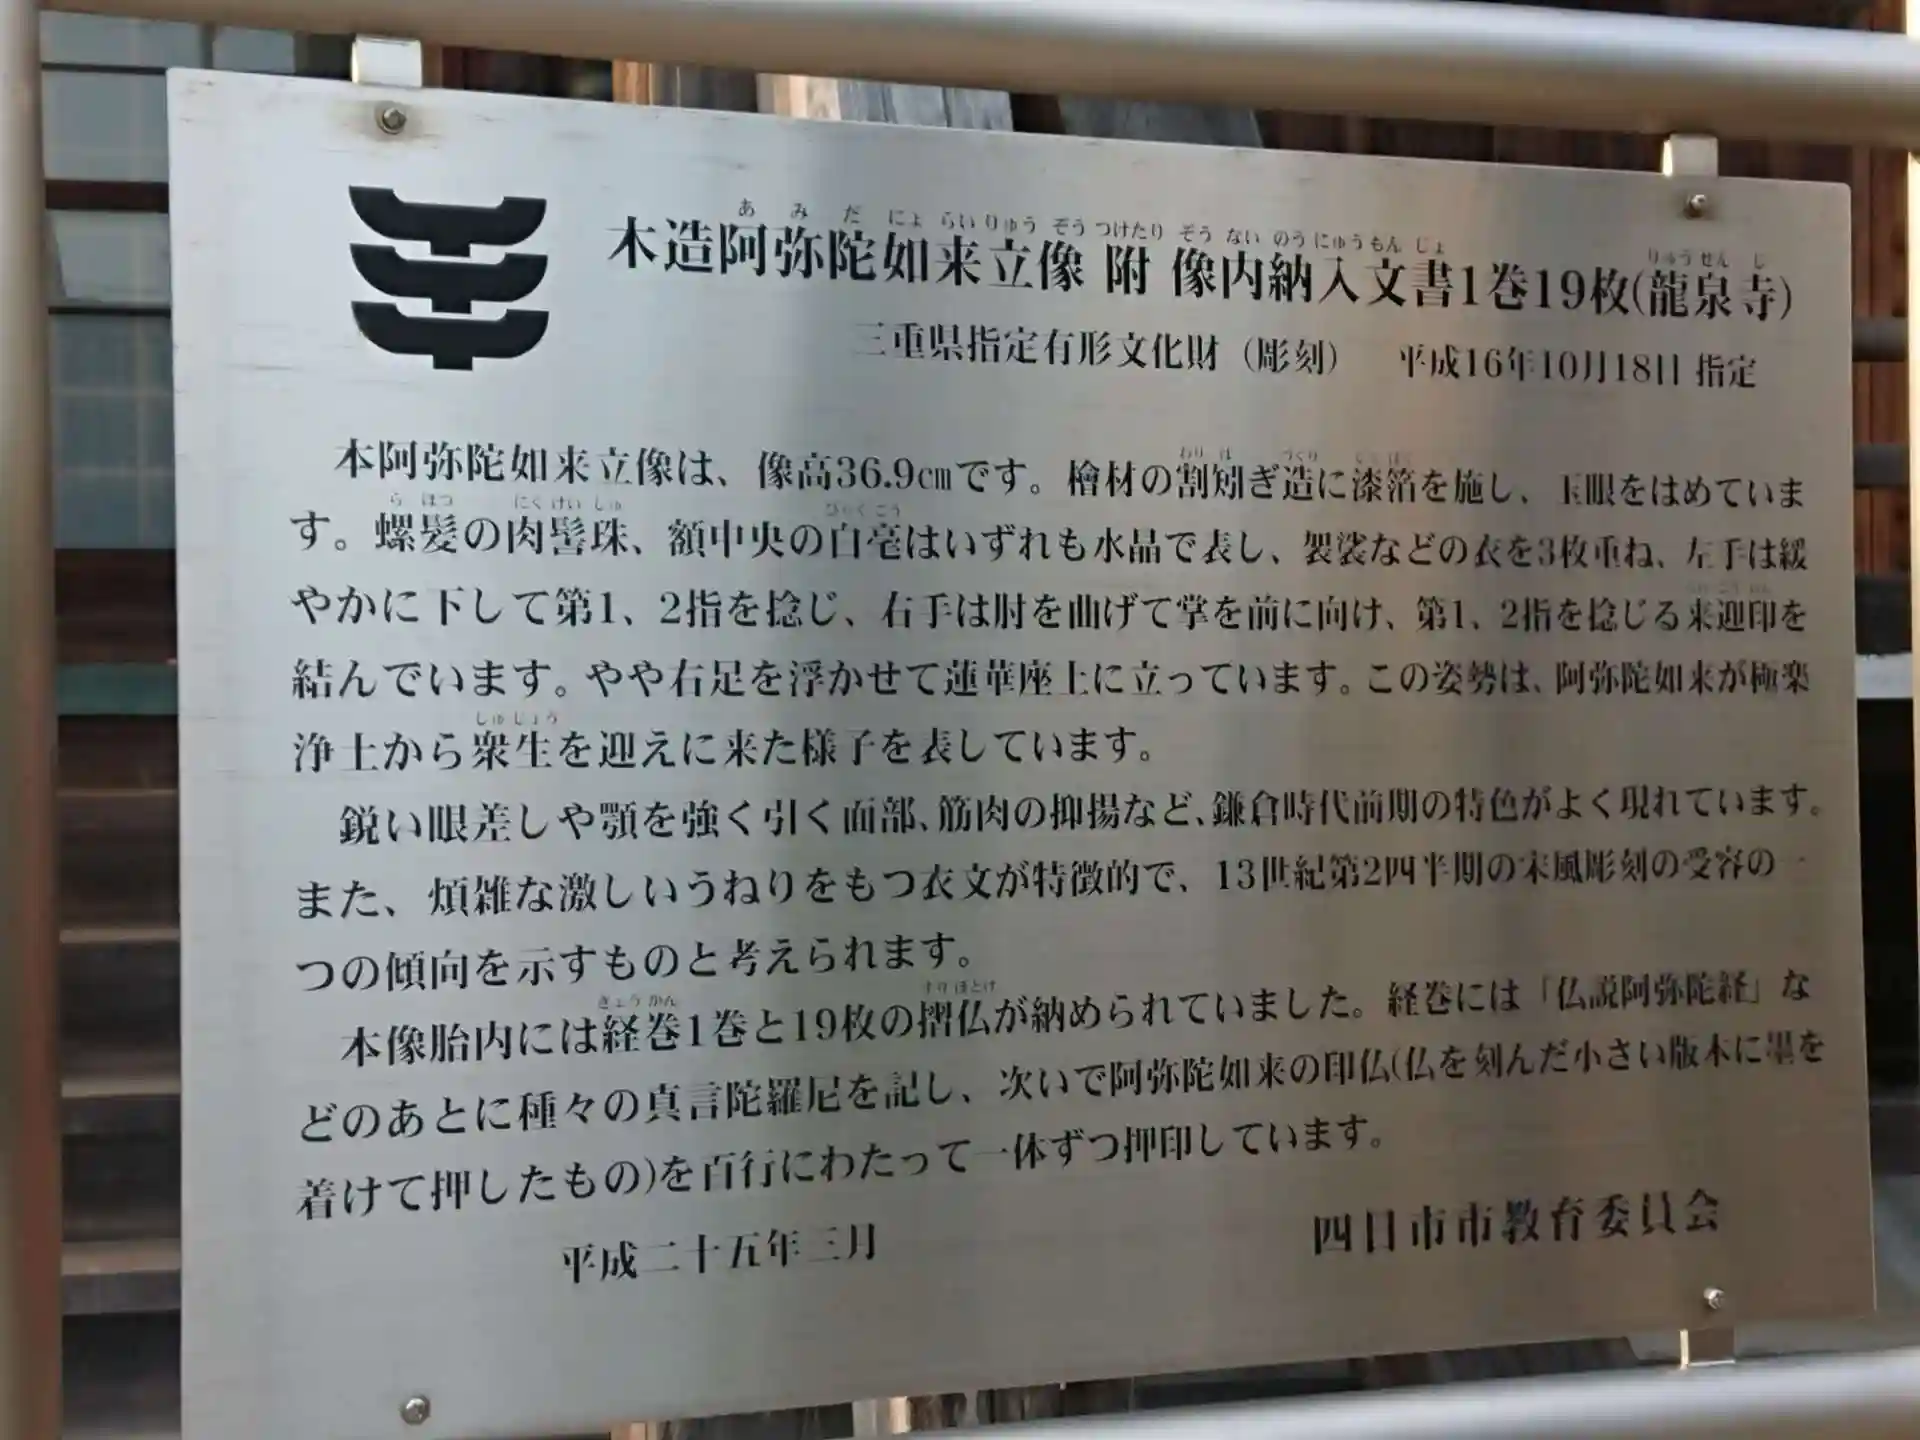 木造阿弥陀如来立像 附 像内納入文書1巻19枚(龍泉寺)
三重県指定有形文化財（彫刻） 平成16年10月18日 指定
本阿弥陀如来立像は、像高36.9㎝です。檜材の割矧ぎ造に漆箔を施し、玉眼をはめていま
す。螺髪の肉髻珠、額中央の白毫はいずれも水晶で表し、袈裟などの衣を3枚重ね、左手は緩
やかに下して第1、2指を捻じ、右手は肘を曲げて掌を前に向け、第1、2指を捻じる来迎印を
結んでいます。やや右足を浮かせて蓮華座上に立っています。この姿勢は、阿弥陀如来が極楽
浄土から衆生を迎えに来た様子を表しています。
鋭い眼差しや顎を強く引く面部、筋肉の抑揚など、鎌倉時代前期の特色がよく現れています。
また、煩雑な激しいうねりをもつ衣文が特徴的で、13世紀第2四半期の宋風彫刻の受容の一
つの傾向を示すものと考えられます。
本像胎内には経巻1巻と19枚の摺仏が納められていました。経巻には「仏説阿弥陀経」な
どのあとに種々の真言陀羅尼を記し、次いで阿弥陀如来の印仏(仏を刻んだ小さい版木に墨を
着けて押したもの)を百行にわたって一体ずつ押印しています。
平成二十五年三月 四日市市教育委員会